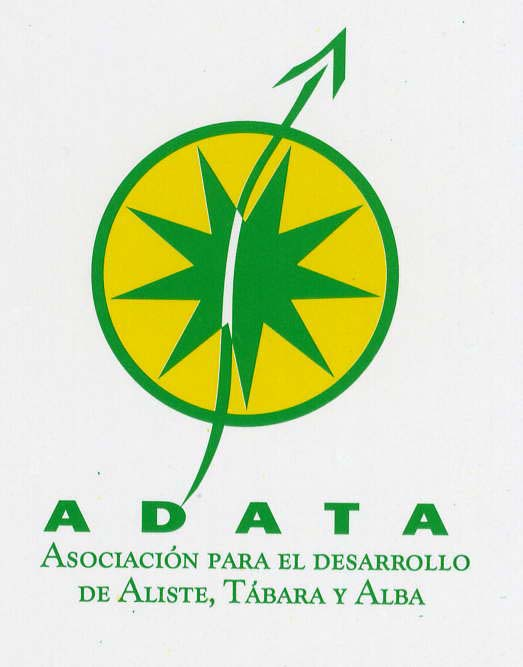 ADATA
ASOCIACIÓN PARA EL DESARROLLO
DE ALISTE, TÁBARA Y ALBA